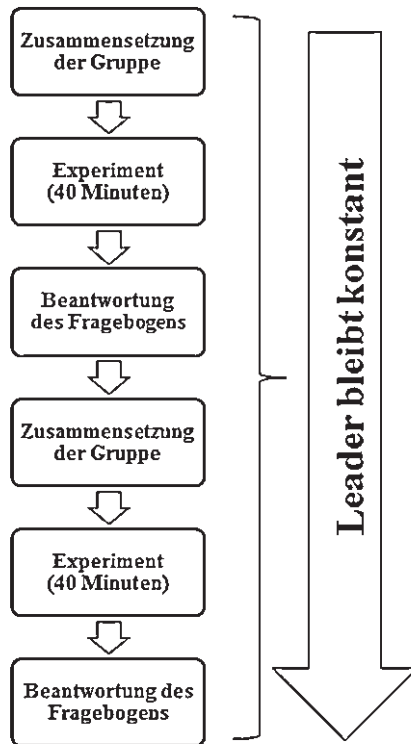 Zusammensetzung
der Gruppe
Experiment
(40 Minuten)
Beantwortung
des Fragebogens
Zusammensetzung
der Gruppe
Experiment
(40 Minuten)
Beantwortung des
Fragebogens
Leader bleibt konstant